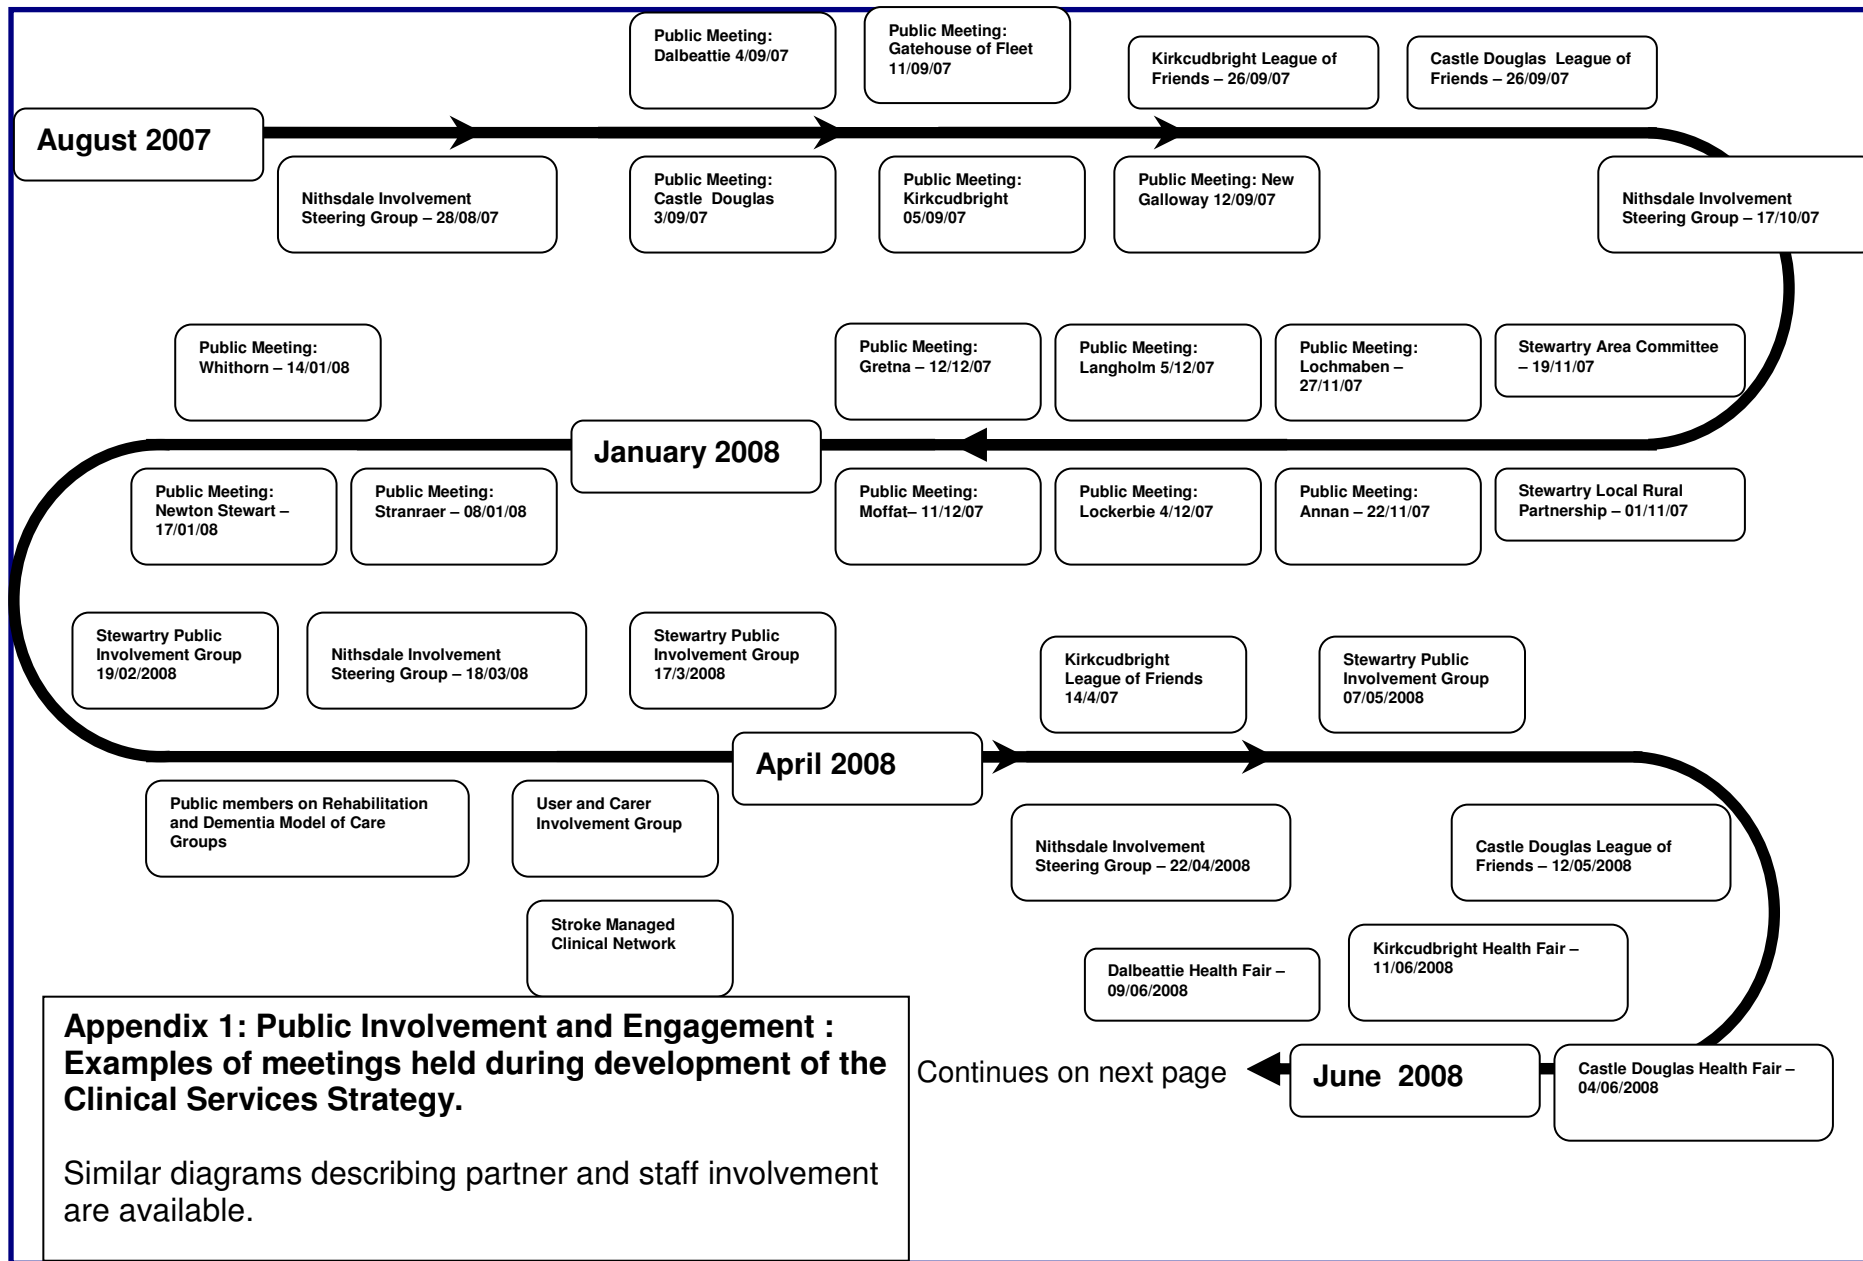 Public Meeting:
Dalbeattie 4/09/07
Public Meeting:
Gatehouse of Fleet
11/09/07
Kirkcudbright League of
Friends – 26/09/07
Castle Douglas  League of
Friends – 26/09/07
August 2007
Nithsdale Involvement
Steering Group – 28/08/07
Public Meeting:
Castle  Douglas
3/09/07
Public Meeting:
Kirkcudbright
05/09/07
Public Meeting: New
Galloway 12/09/07
Nithsdale Involvement
Steering Group – 17/10/07
Public Meeting:
Whithorn – 14/01/08
Public Meeting:
Gretna – 12/12/07
Public Meeting:
Langholm 5/12/07
Public Meeting:
Lochmaben –
27/11/07
Stewartry Area Committee
– 19/11/07
January 2008
Public Meeting:
Newton Stewart –
17/01/08
Public Meeting:
Stranraer – 08/01/08
Public Meeting:
Moffat– 11/12/07
Public Meeting:
Lockerbie 4/12/07
Public Meeting:
Annan – 22/11/07
Stewartry Local Rural
Partnership – 01/11/07
Stewartry Public
Involvement Group
19/02/2008
Nithsdale Involvement
Steering Group – 18/03/08
Stewartry Public
Involvement Group
17/3/2008
Kirkcudbright
League of Friends
14/4/07
Stewartry Public
Involvement Group
07/05/2008
April 2008
Public members on Rehabilitation
and Dementia Model of Care
Groups
User and Carer
Involvement Group
Nithsdale Involvement
Steering Group – 22/04/2008
Castle Douglas League of
Friends – 12/05/2008
Stroke Managed
Clinical Network
Dalbeattie Health Fair –
09/06/2008
Kirkcudbright Health Fair –
11/06/2008
Appendix 1: Public Involvement and Engagement :
Examples of meetings held during development of the
Clinical Services Strategy.
Similar diagrams describing partner and staff involvement
are available.
Continues on next page
June  2008
Castle Douglas Health Fair –
04/06/2008